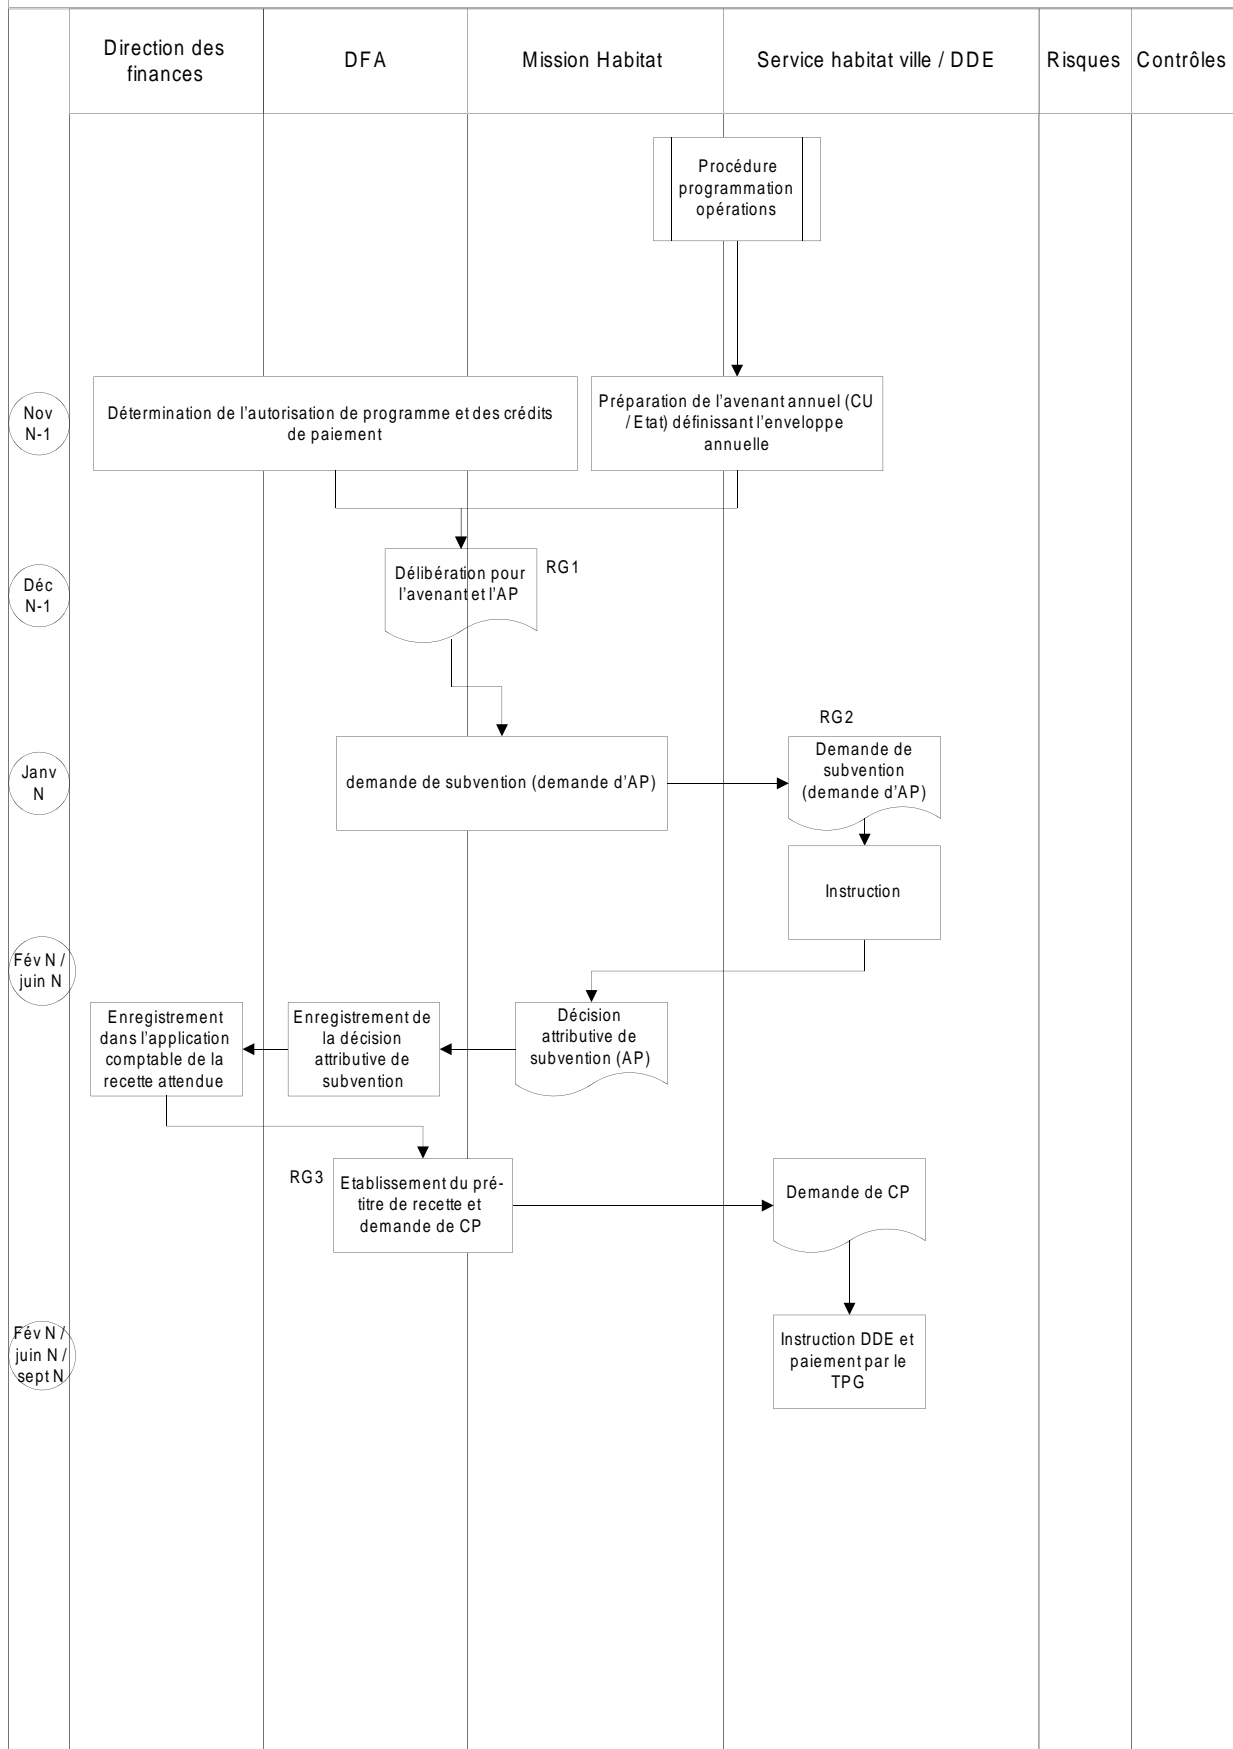 Direction des
finances
DFA
Mission Habitat
Service habitat ville / DDE
Risques
Contrôles
Procédure
programmation
opérations
Nov
N-1
Détermination de l'autorisation de programme et des crédits
de paiement
Préparation de l'avenant annuel (CU
/ Etat) définissant l'enveloppe
annuelle
Déc
N-1
Délibération pour
l'avenant et l'AP
RG1
RG2
Janv
N
demande de subvention (demande d'AP)
Demande de
subvention
(demande d'AP)
Instruction
Fév N /
juin N
Enregistrement
dans l'application
comptable de la
recette attendue
Enregistrement de
la décision
attributive de
subvention
Décision
attributive de
subvention (AP)
RG3
Etablissement du pré-
titre de recette et
demande de CP
Demande de CP
Fév N /
juin N /
sept N
Instruction DDE et
paiement par le
TPG